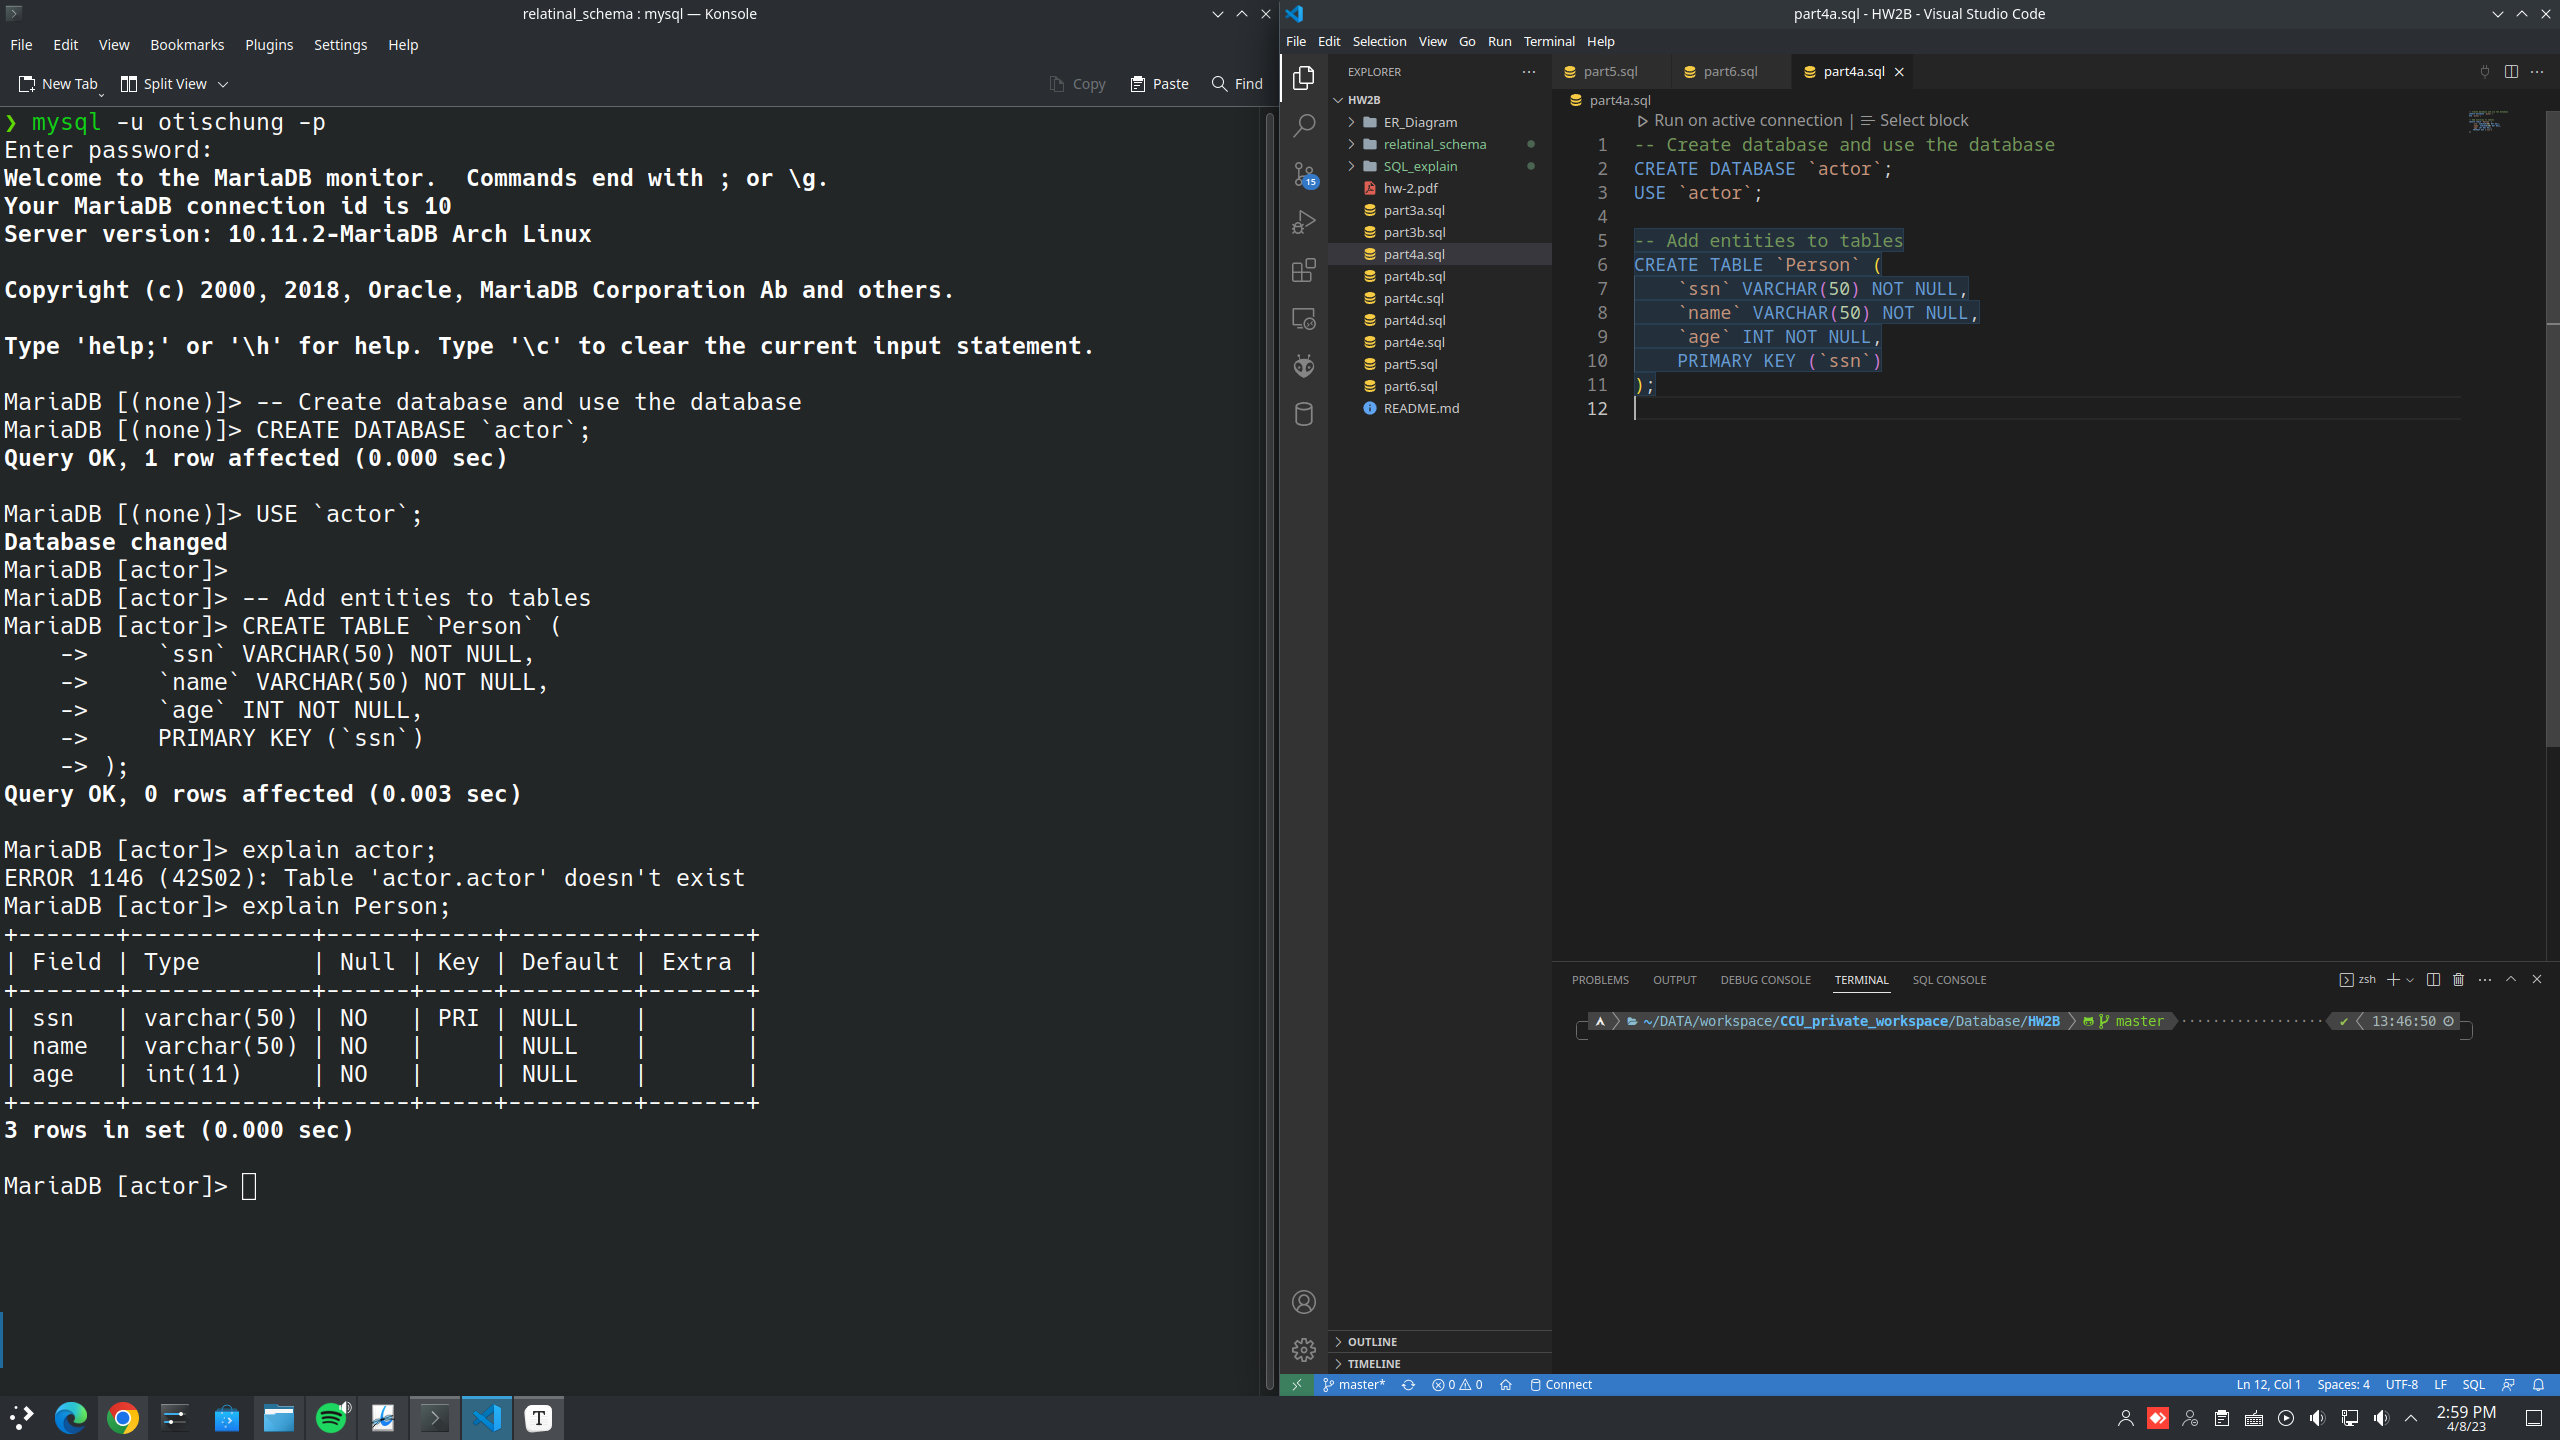 relatinal_schema : mysql — Konsole
File Edit View Bookmarks Plugins Settings Help
New Tab Split View Copy Paste Find
❯ mysql -u otischung -p
Enter password:
Welcome to the MariaDB monitor.  Commands end with ; or \g.
Your MariaDB connection id is 10
Server version: 10.11.2-MariaDB Arch Linux
Copyright (c) 2000, 2018, Oracle, MariaDB Corporation Ab and others.
Type 'help;' or '\h' for help. Type '\c' to clear the current input statement.
MariaDB [(none)]> -- Create database and use the database
MariaDB [(none)]> CREATE DATABASE `actor`;
Query OK, 1 row affected (0.000 sec)
MariaDB [(none)]> USE `actor`;
Database changed
MariaDB [actor]>
MariaDB [actor]> -- Add entities to tables
MariaDB [actor]> CREATE TABLE `Person` (
    ->     `ssn` VARCHAR(50) NOT NULL,
    ->     `name` VARCHAR(50) NOT NULL,
    ->     `age` INT NOT NULL,
    ->     PRIMARY KEY (`ssn`)
    -> );
Query OK, 0 rows affected (0.003 sec)
MariaDB [actor]> explain actor;
ERROR 1146 (42S02): Table 'actor.actor' doesn't exist
MariaDB [actor]> explain Person;
+-------+-------------+------+-----+---------+-------+
| Field | Type        | Null | Key | Default | Extra |
+-------+-------------+------+-----+---------+-------+
| ssn   | varchar(50) | NO   | PRI | NULL    |       |
| name  | varchar(50) | NO   |     | NULL    |       |
| age   | int(11)     | NO   |     | NULL    |       |
+-------+-------------+------+-----+---------+-------+
3 rows in set (0.000 sec)
MariaDB [actor]>
part4a.sql - HW2B - Visual Studio Code
File Edit Selection View Go Run Terminal Help
EXPLORER
HW2B
ER_Diagram
relatinal_schema
SQL_explain
hw-2.pdf
part3a.sql
part3b.sql
part4a.sql
part4b.sql
part4c.sql
part4d.sql
part4e.sql
part5.sql
part6.sql
README.md
15
OUTLINE
TIMELINE
part5.sql part6.sql part4a.sql
part4a.sql
Run on active connection | Select block
1 -- Create database and use the database
2 CREATE DATABASE `actor`;
3 USE `actor`;
4
5 -- Add entities to tables
6 CREATE TABLE `Person` (
7     `ssn` VARCHAR(50) NOT NULL,
8     `name` VARCHAR(50) NOT NULL,
9     `age` INT NOT NULL,
10     PRIMARY KEY (`ssn`)
11 );
12
PROBLEMS OUTPUT DEBUG CONSOLE TERMINAL SQL CONSOLE zsh
~/DATA/workspace/CCU_private_workspace/Database/HW2B master ✔ 13:46:50
master* 0 0 Connect Ln 12, Col 1 Spaces: 4 UTF-8 LF SQL
T
2:59 PM
4/8/23